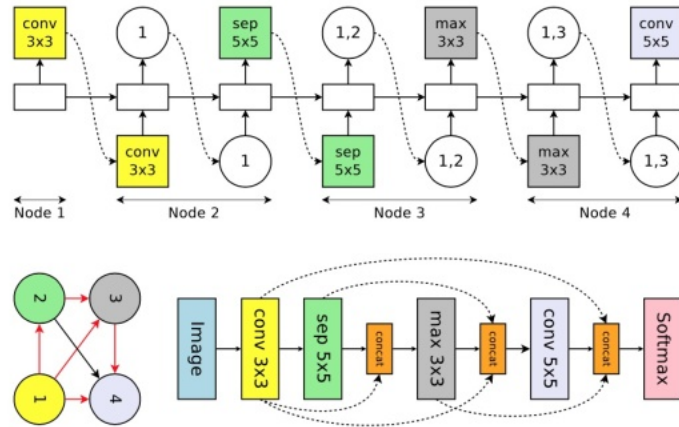 conv
3x3
1
sep
5x5
1,2
max
3x3
1,3
conv
5x5
conv
3x3
1
sep
5x5
1,2
max
3x3
1,3
Node 1
Node 2
Node 3
Node 4
2
3
1
4
Image
conv 3x3
sep 5x5
concat
max 3x3
concat
conv 5x5
concat
Softmax